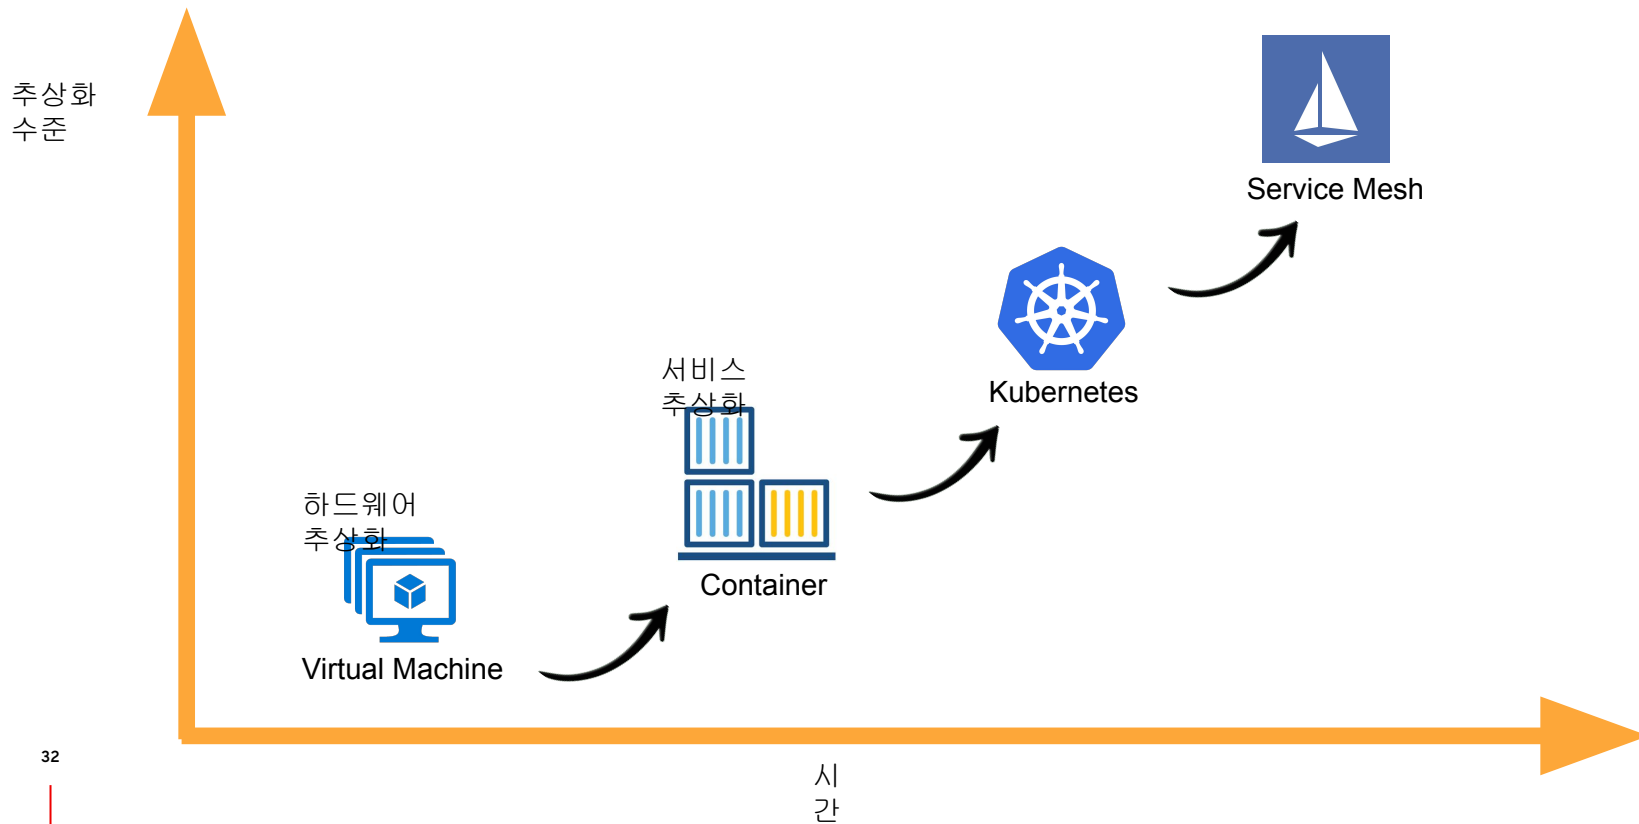 추상화
수준
Service Mesh
Kubernetes
서비스
추상화
Container
하드웨어
추상화
Virtual Machine
32
시
간